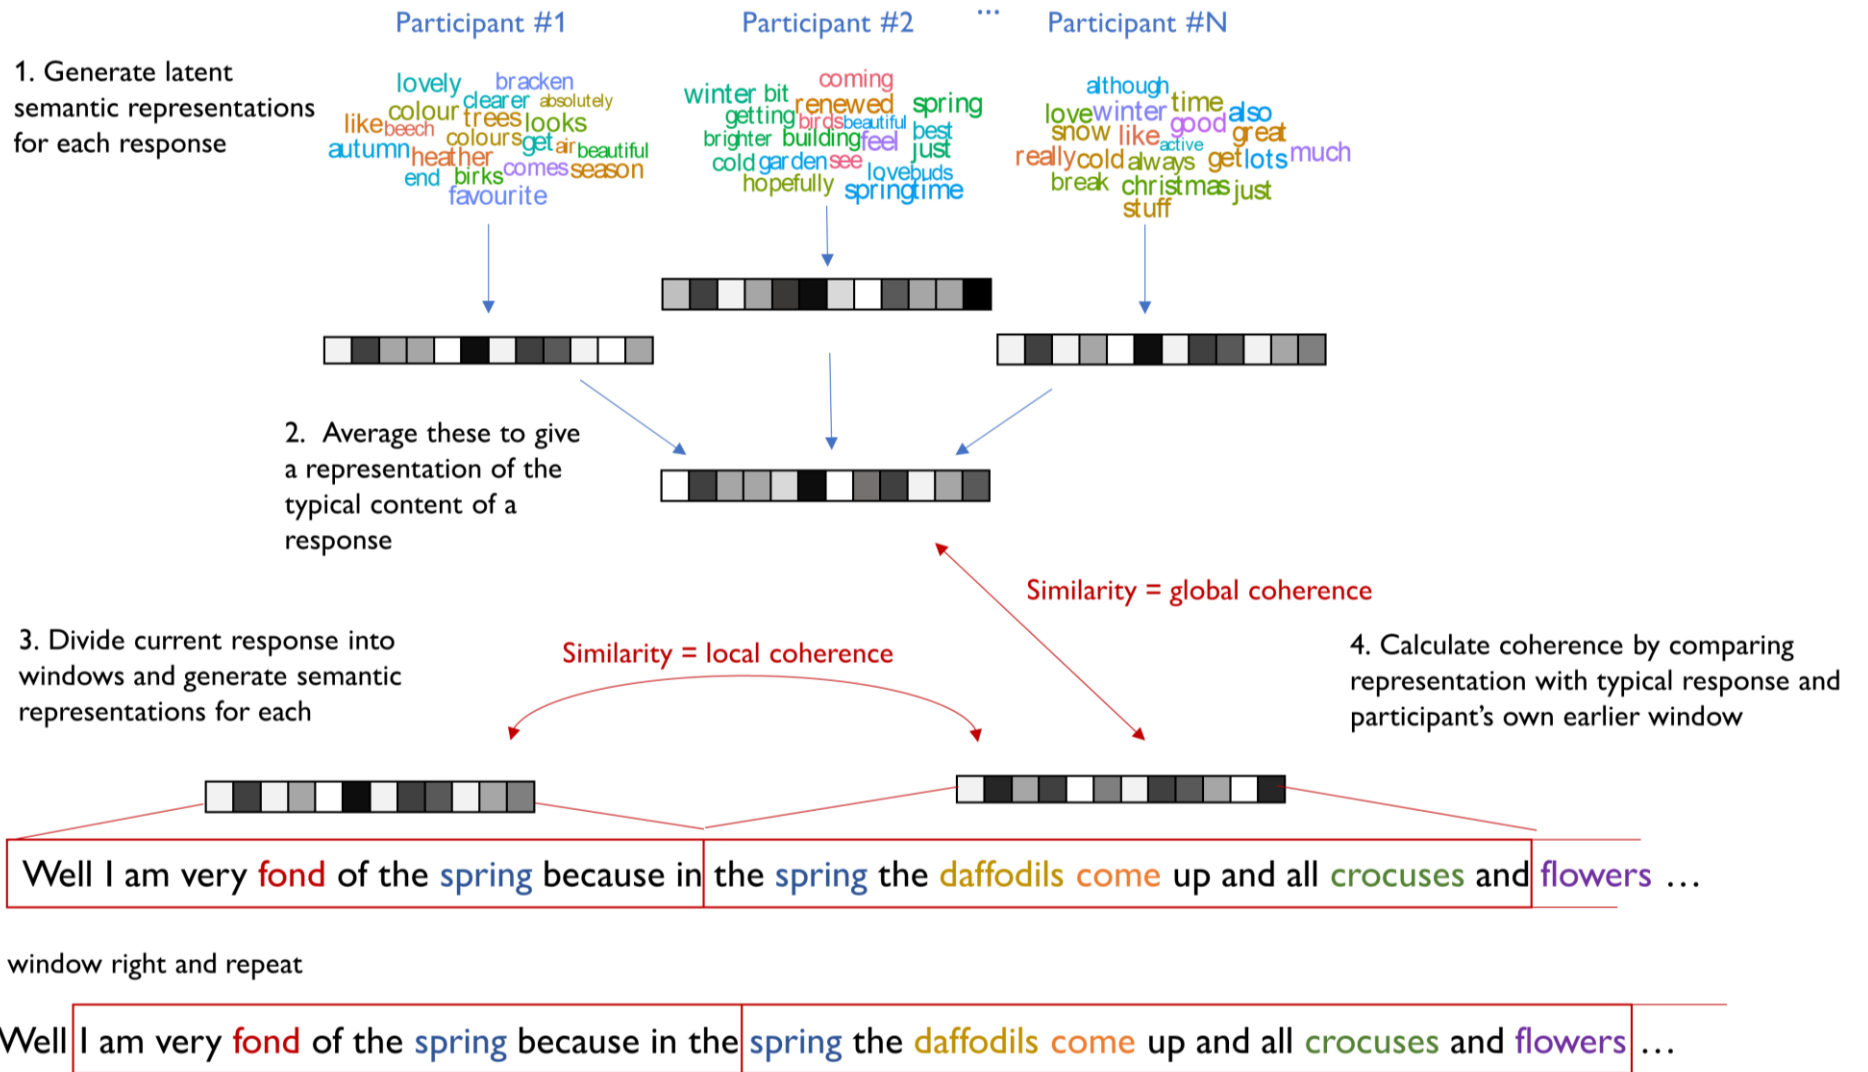 Participant #1
Participant #2
...
Participant #N
1. Generate latent
semantic representations
for each response
lovely bracken
clearer absolutely
colour trees looks
like beech colours get air beautiful
autumn heather comes season
end birks
favourite
coming
winter bit renewed spring
getting birds beautiful best
brighter building feel just
cold garden see lovebuds
hopefully springtime
although
love winter time also
snow like active good great
really cold always get lots much
break christmas just
stuff
2. Average these to give
a representation of the
typical content of a
response
Similarity = global coherence
3. Divide current response into
windows and generate semantic
representations for each
Similarity = local coherence
4. Calculate coherence by comparing
representation with typical response and
participant's own earlier window
Well I am very fond of the spring because in the spring the daffodils come up and all crocuses and flowers ...
window right and repeat
Well I am very fond of the spring because in the spring the daffodils come up and all crocuses and flowers ...